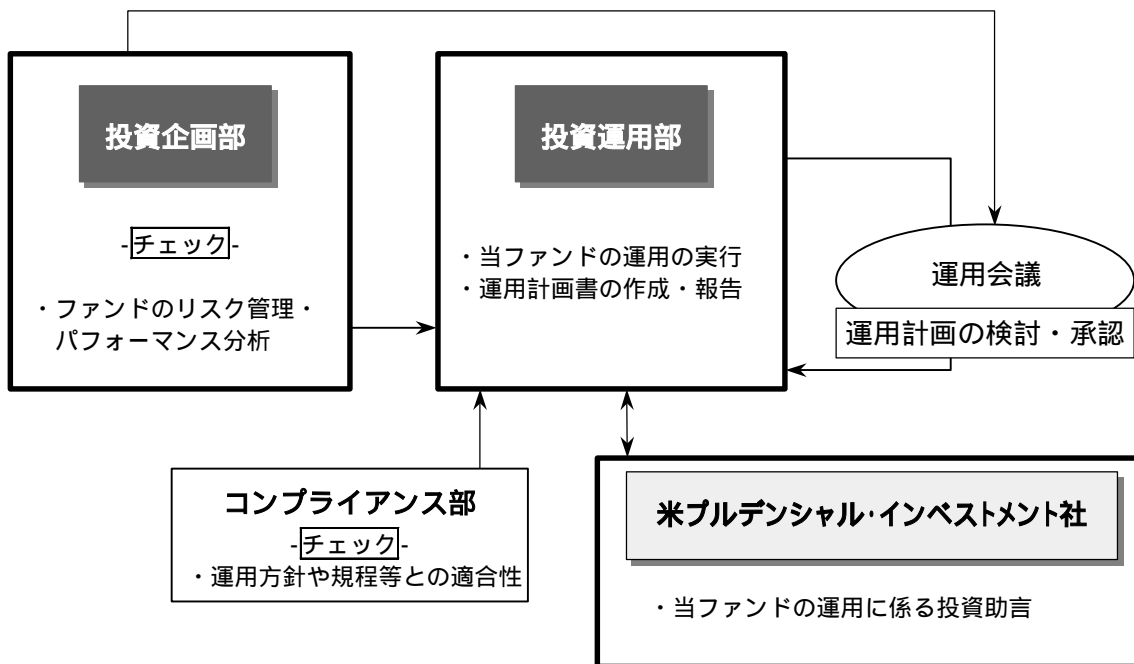 投資企画部
-チェック-
・ファンドのリスク管理・
パフォーマンス分析
投資運用部
・当ファンドの運用の実行
・運用計画書の作成・報告
運用会議
運用計画の検討・承認
コンプライアンス部
-チェック-
・運用方針や規程等との適合性
米プルデンシャル・インベストメント社
・当ファンドの運用に係る投資助言